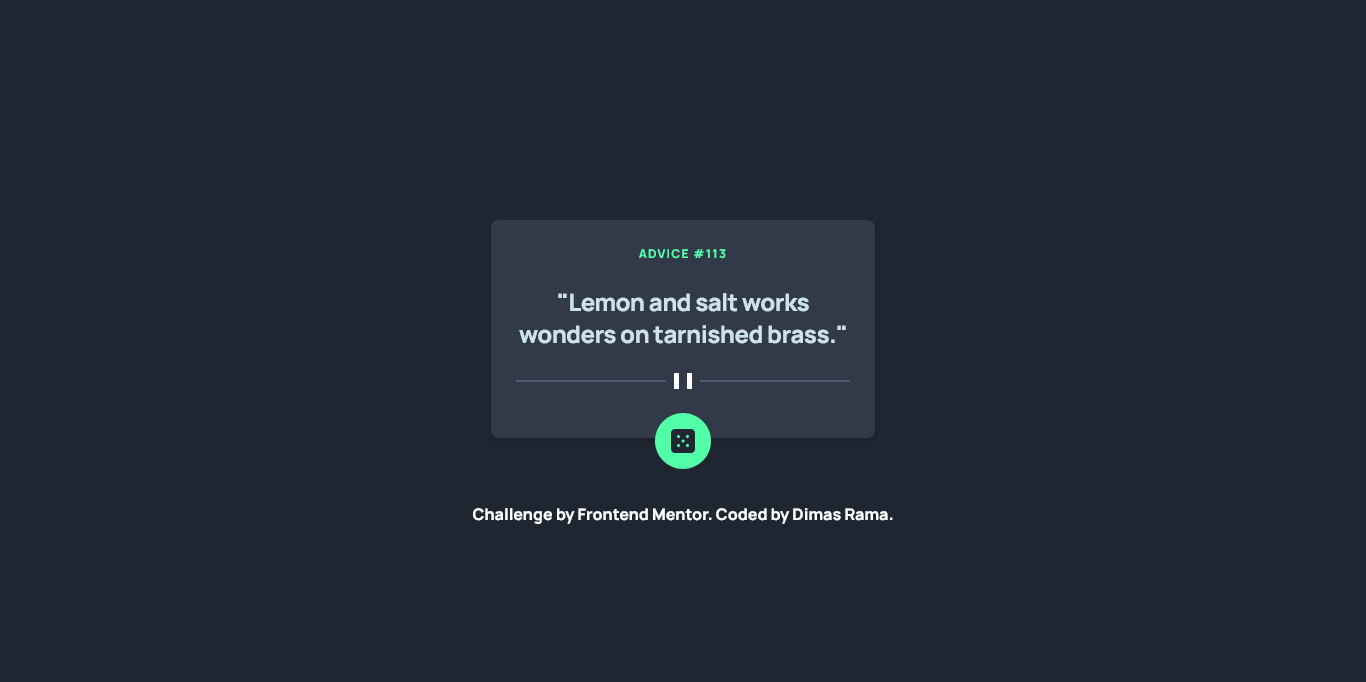 ADVICE #113
"Lemon and salt works
wonders on tarnished brass."
Challenge by Frontend Mentor. Coded by Dimas Rama.